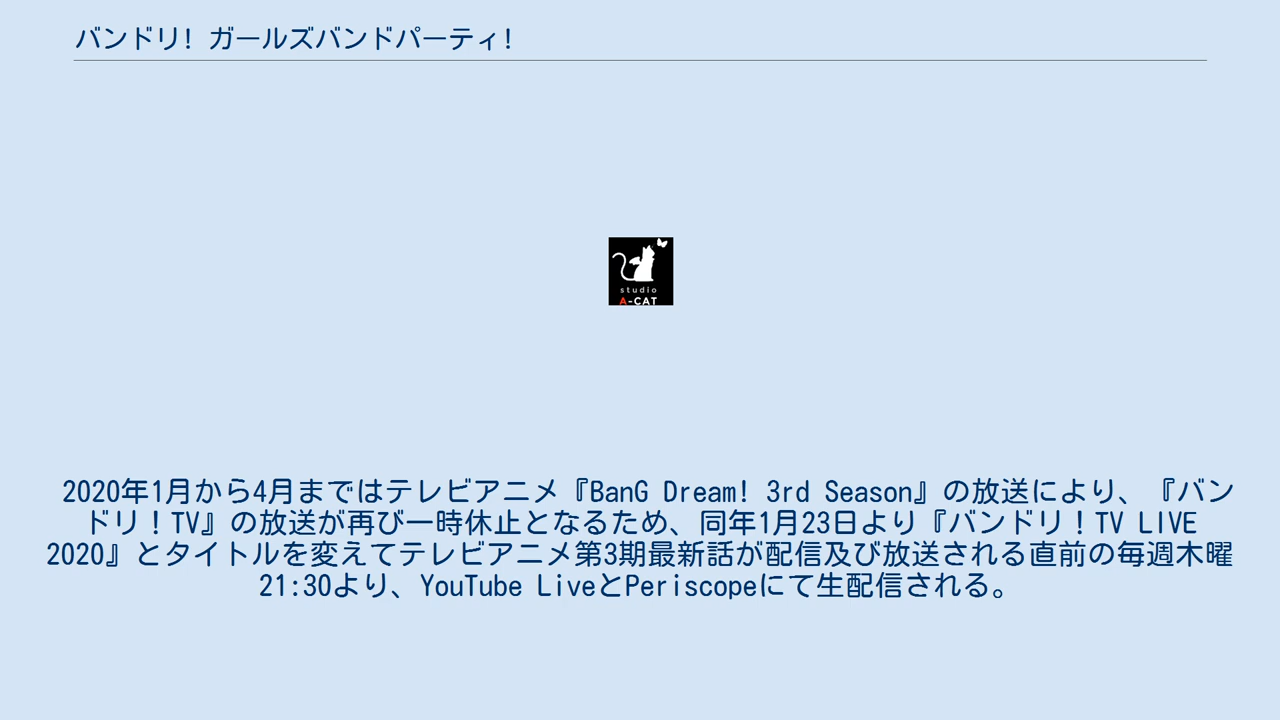 バンドリ! ガールズバンドパーティ!
studio
A-CAT
2020年1月から4月まではテレビアニメ『BanG Dream! 3rd Season』の放送により、『バン
ドリ！TV』の放送が再び一時休止となるため、同年1月23日より『バンドリ！TV LIVE
2020』とタイトルを変えてテレビアニメ第3期最新話が配信及び放送される直前の毎週木曜
21:30より、YouTube LiveとPeriscopeにて生配信される。